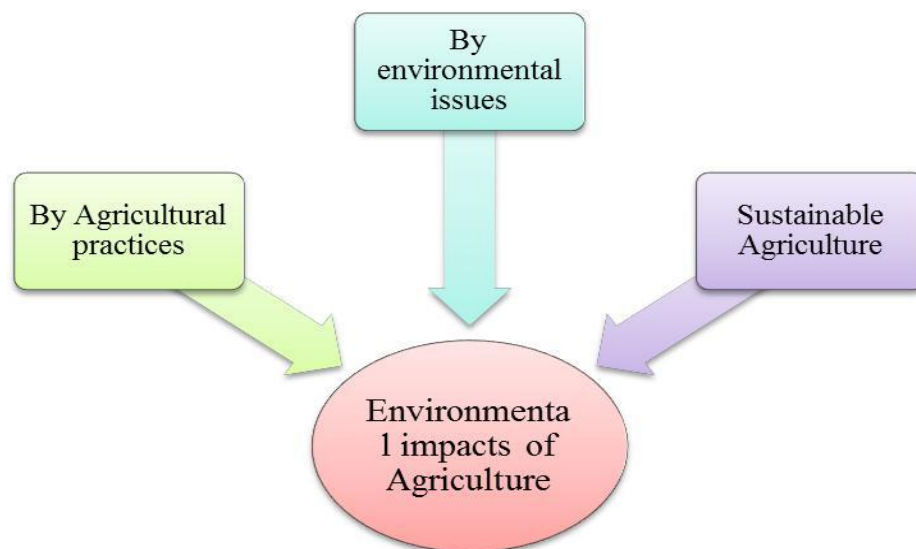 By
environmental
issues
By Agricultural
practices
Sustainable
Agriculture
Environmenta
l impacts of
Agriculture